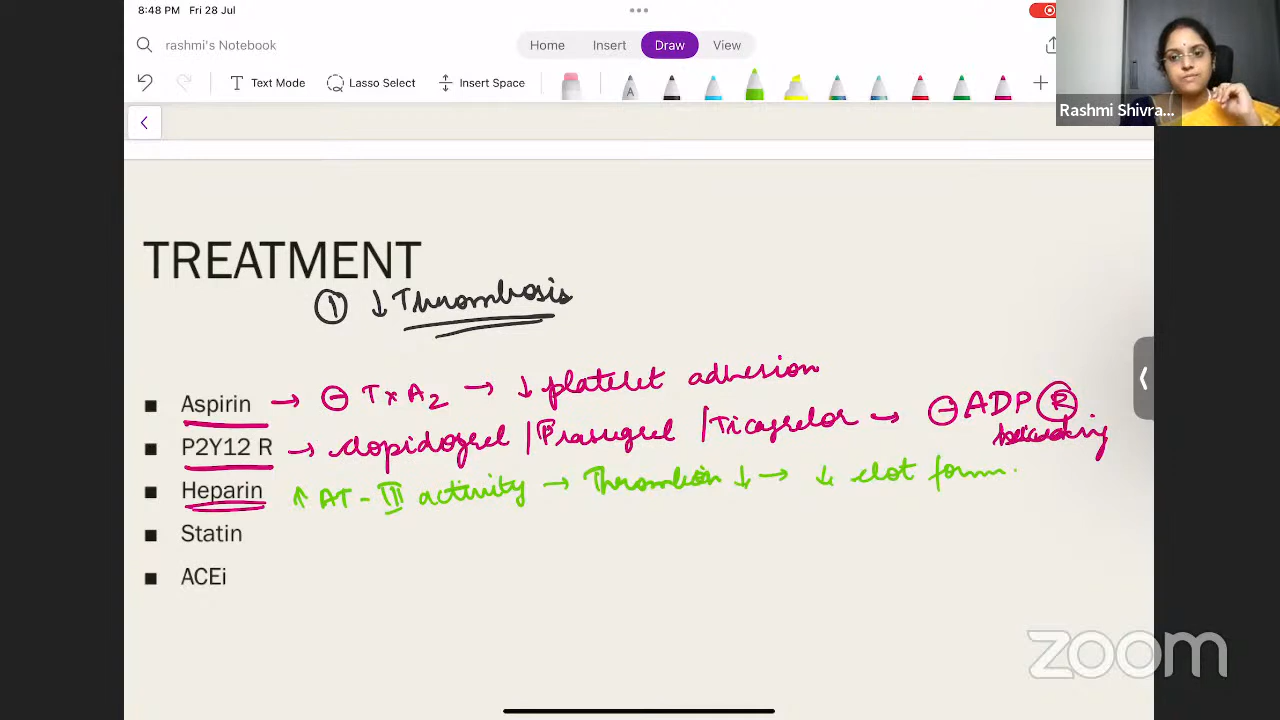 8:48 PM Fri 28 Jul
rashmi's Notebook
Home Insert Draw View
Text Mode Lasso Select Insert Space
A
Rashmi Shivra...
TREATMENT
① ↓ Thrombosis
■ Aspirin → ⊖ TxA2 → ↓ platelet adhesion
■ P2Y12 R → clopidogrel / Prasugrel / Ticagrelor → ⊖ ADP Ⓡ
■ Heparin ↑ AT-III activity → Thrombin ↓ → ↓ clot form.
■ Statin
■ ACEi
zoom